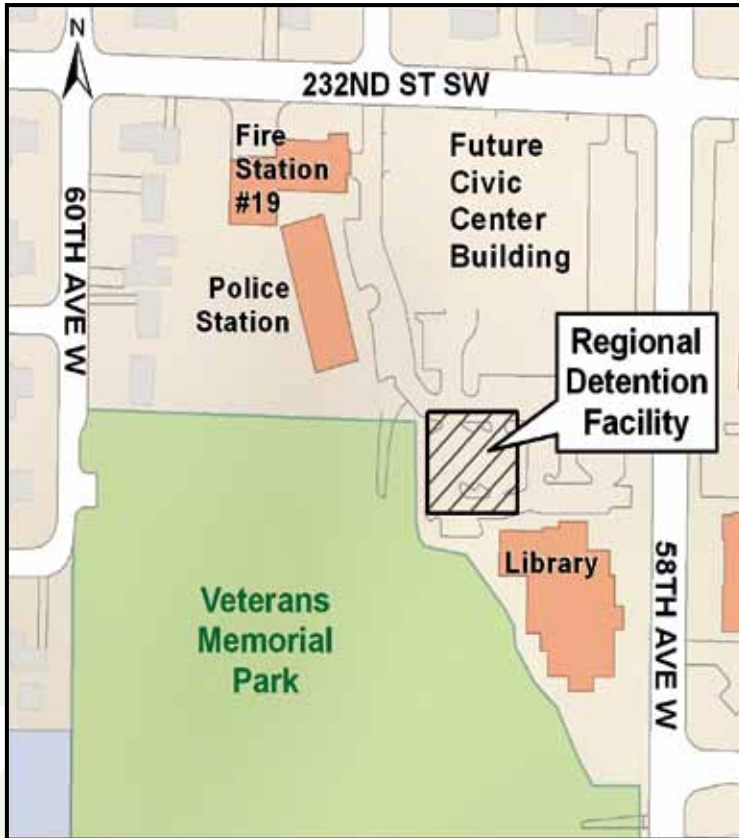 N
232ND ST SW
Fire
Station
#19
Future
Civic
Center
Building
60TH AVE W
Police
Station
Regional
Detention
Facility
Library
58TH AVE W
Veterans
Memorial
Park